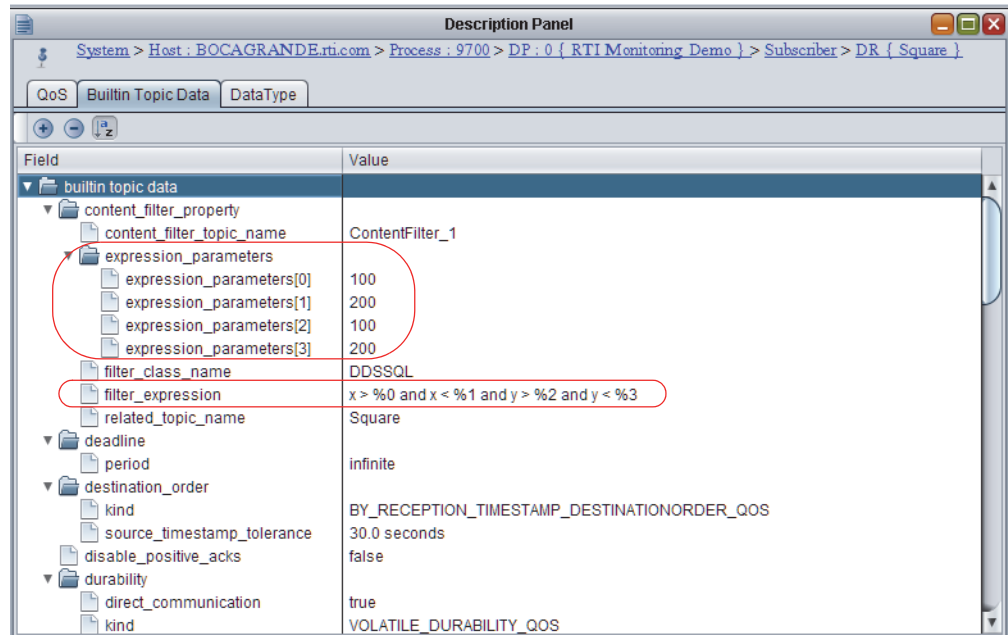 Description Panel
System > Host : BOCAGRANDE.rti.com > Process : 9700 > DP : 0 { RTI Monitoring Demo } > Subscriber > DR { Square }
QoS Builtin Topic Data DataType
Field Value
builtin topic data
content_filter_property
content_filter_topic_name ContentFilter_1
expression_parameters
expression_parameters[0] 100
expression_parameters[1] 200
expression_parameters[2] 100
expression_parameters[3] 200
filter_class_name DDSSQL
filter_expression x > %0 and x < %1 and y > %2 and y < %3
related_topic_name Square
deadline
period infinite
destination_order
kind BY_RECEPTION_TIMESTAMP_DESTINATIONORDER_QOS
source_timestamp_tolerance 30.0 seconds
disable_positive_acks false
durability
direct_communication true
kind VOLATILE_DURABILITY_QOS